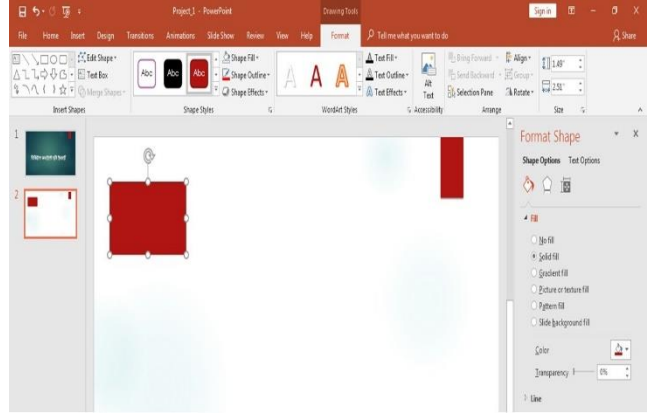 Project_1 - PowerPoint
Drawing Tools
Sign in
File Home Insert Design Transitions Animations Slide Show Review View Help Format Tell me what you want to do Share
Edit Shape
Text Box
Merge Shapes
Insert Shapes
Abc Abc Abc
Shape Fill
Shape Outline
Shape Effects
Shape Styles
A A A
Text Fill
Text Outline
Text Effects
WordArt Styles
Alt
Text
Accessibility
Bring Forward
Send Backward
Selection Pane
Align
Group
Rotate
Arrange
1.49"
2.51"
Size
1
2
Format Shape
Shape Options Text Options
Fill
No fill
Solid fill
Gradient fill
Picture or texture fill
Pattern fill
Slide background fill
Color
Transparency 0%
Line